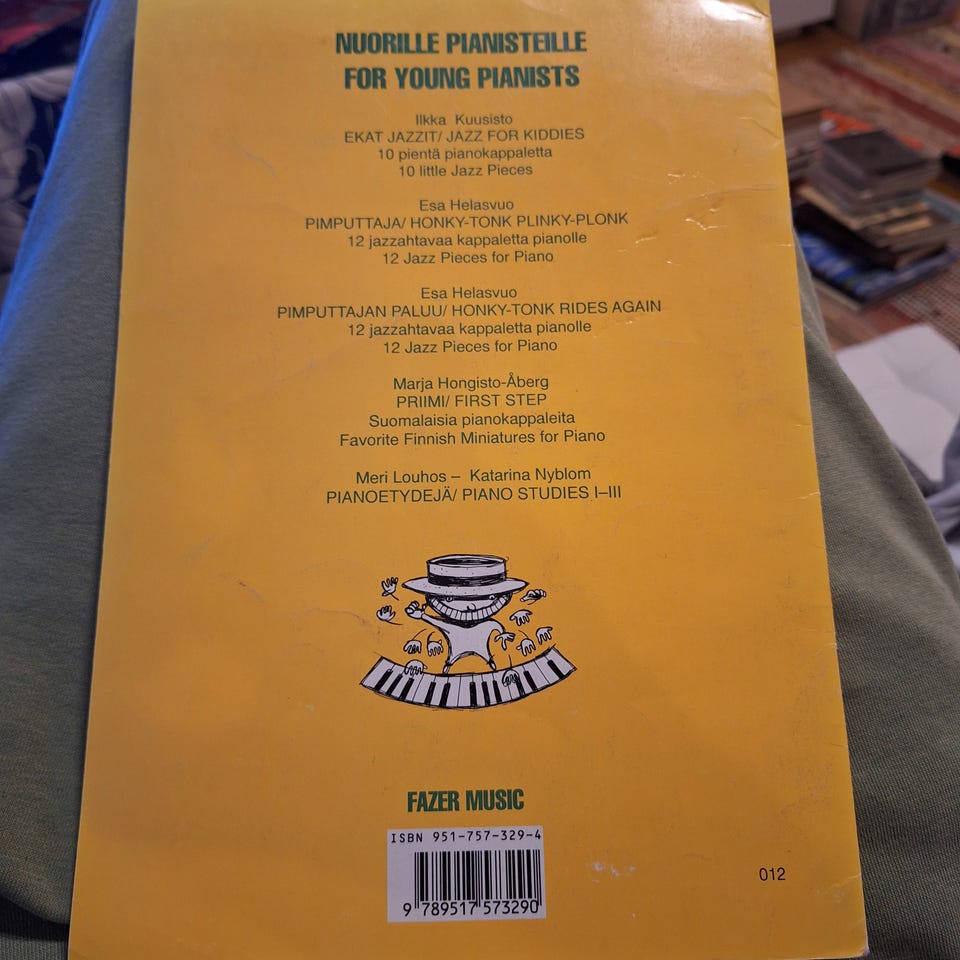 NUORILLE PIANISTEILLE
FOR YOUNG PIANISTS
Ilkka Kuusisto
EKAT JAZZIT/ JAZZ FOR KIDDIES
10 pientä pianokappaletta
10 little Jazz Pieces
Esa Helasvuo
PIMPUTTAJA/ HONKY-TONK PLINKY-PLONK
12 jazzahtavaa kappaletta pianolle
12 Jazz Pieces for Piano
Esa Helasvuo
PIMPUTTAJAN PALUU/ HONKY-TONK RIDES AGAIN
12 jazzahtavaa kappaletta pianolle
12 Jazz Pieces for Piano
Marja Hongisto-Åberg
PRIIMI/ FIRST STEP
Suomalaisia pianokappaleita
Favorite Finnish Miniatures for Piano
Meri Louhos – Katarina Nyblom
PIANOETYDEJÄ/ PIANO STUDIES I–III
FAZER MUSIC
ISBN 951-757-329-4
9 789517 573290
012